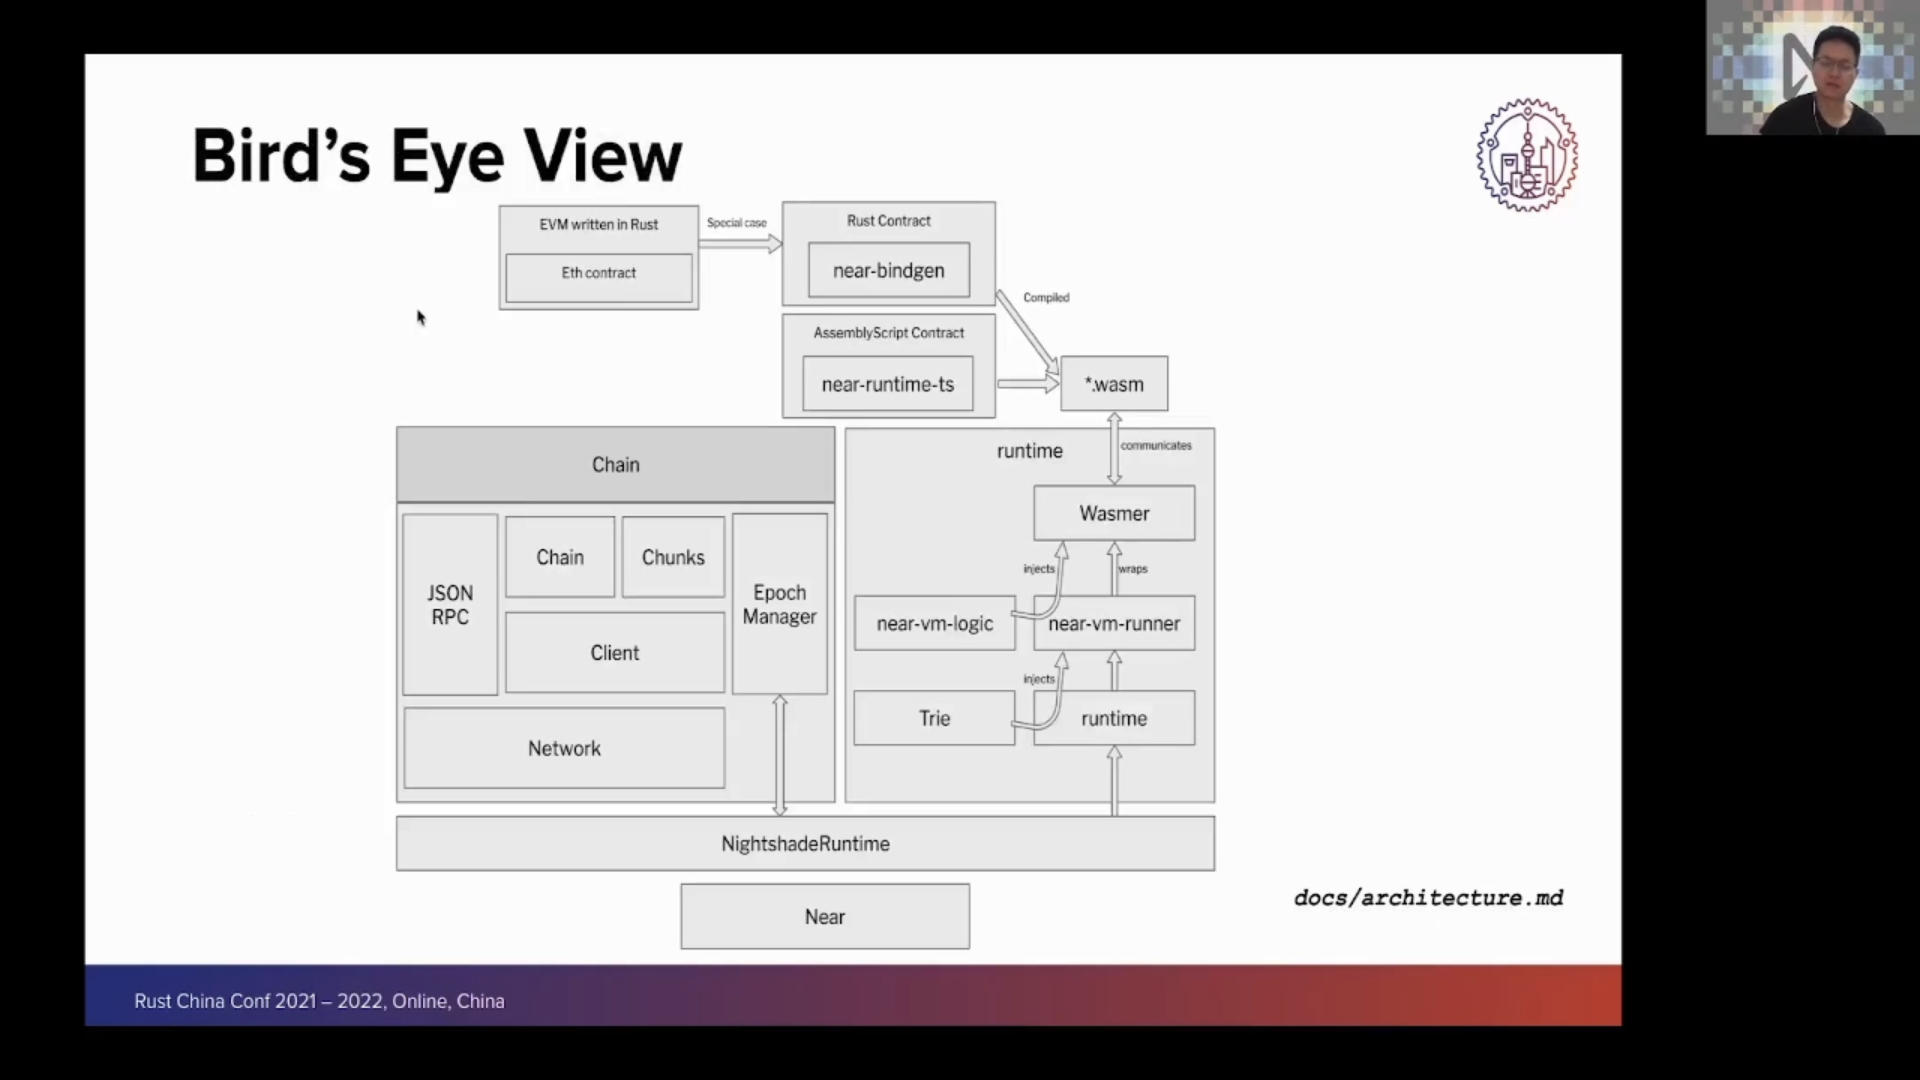 Bird's Eye View
EVM written in Rust
Eth contract
Special case
Rust Contract
near-bindgen
Compiled
AssemblyScript Contract
near-runtime-ts
*.wasm
communicates
Chain
JSON
RPC
Chain
Chunks
Epoch
Manager
Client
Network
runtime
Wasmer
injects
wraps
near-vm-logic
near-vm-runner
injects
Trie
runtime
NightshadeRuntime
Near
docs/architecture.md
Rust China Conf 2021 – 2022, Online, China